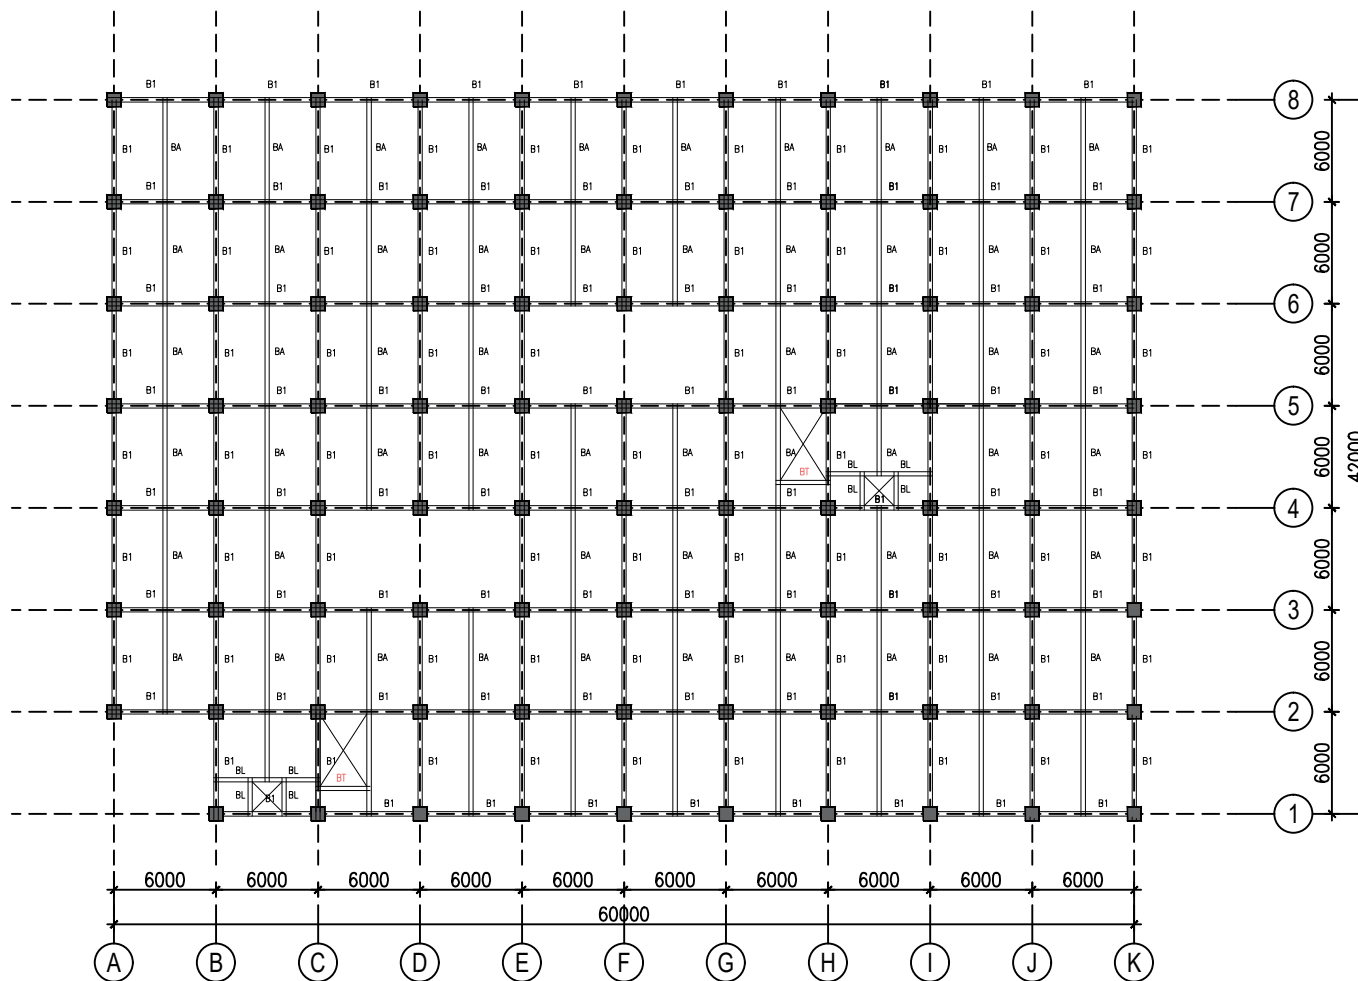 B1 B1 B1 B1 B1 B1 B1 B1 B1 B1
8
B1 BA B1 BA B1 BA B1 BA B1 BA B1 BA B1 BA B1 BA B1 BA B1 BA B1
6000
B1 B1 B1 B1 B1 B1 B1 B1 B1 B1
7
B1 BA B1 BA B1 BA B1 BA B1 BA B1 BA B1 BA B1 BA B1 BA B1 BA B1
6000
B1 B1 B1 B1 B1 B1 B1 B1 B1 B1
6
B1 BA B1 BA B1 BA B1 BA B1 B1 BA B1 BA B1 BA B1 BA B1
6000
B1 B1 B1 B1 B1 B1 B1 B1 B1 B1
5
B1 BA B1 BA B1 BA B1 BA B1 BA B1 BA B1 BA B1 BA B1 BA B1 BA B1
6000
42000
BT BL BL
B1 B1 B1 B1 B1 B1 B1 BL B1 BL B1 B1
4
B1 BA B1 BA B1 B1 BA B1 BA B1 BA B1 BA B1 BA B1 BA B1
6000
B1 B1 B1 B1 B1 B1 B1 B1 B1 B1
3
B1 BA B1 BA B1 BA B1 BA B1 BA B1 BA B1 BA B1 BA B1 BA B1 BA B1
6000
B1 B1 B1 B1 B1 B1 B1 B1 B1 B1
2
B1 B1 B1 B1 B1 B1 B1 B1 B1 B1
6000
BL BL BT
BL B1 BL B1 B1 B1 B1 B1 B1 B1 B1
1
6000 6000 6000 6000 6000 6000 6000 6000 6000 6000
60000
A B C D E F G H I J K